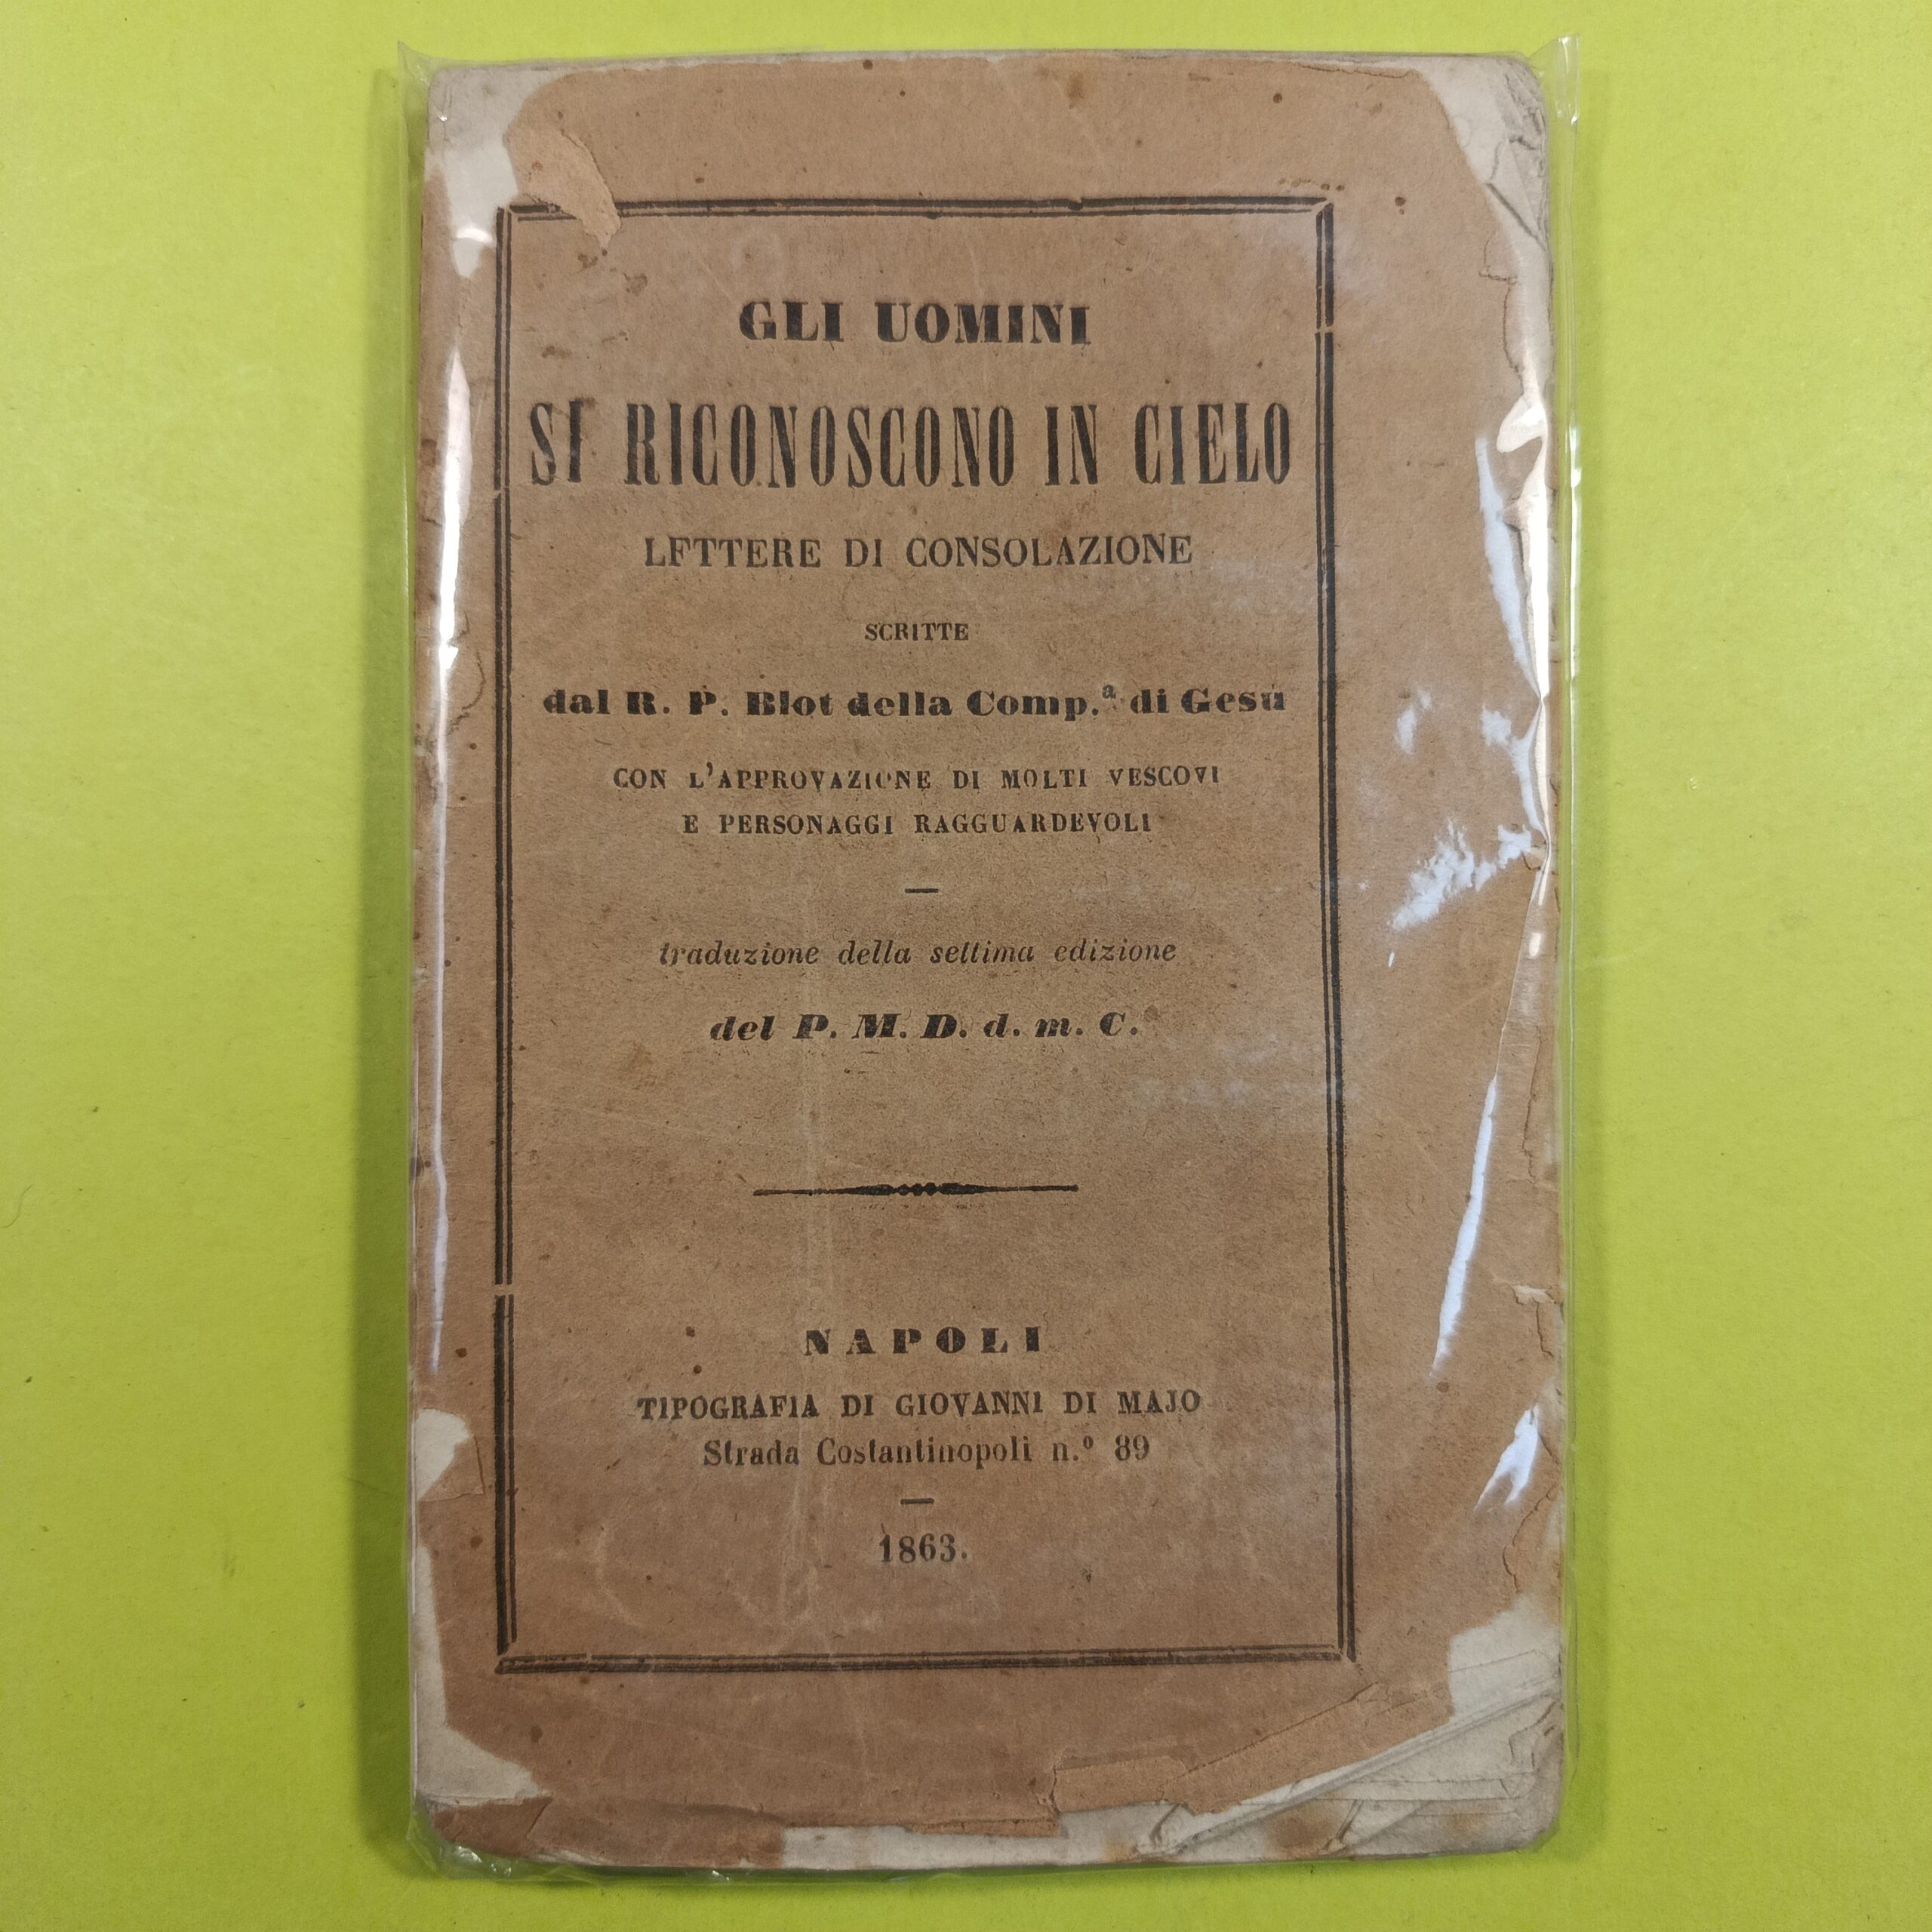 GLI UOMINI
SI RICONOSCONO IN CIELO
LETTERE DI CONSOLAZIONE
SCRITTE
dal R. P. Blot della Comp.ª di Gesù
CON L'APPROVAZIONE DI MOLTI VESCOVI
E PERSONAGGI RAGGUARDEVOLI
traduzione della settima edizione
del P. M. D. d. m. C.
NAPOLI
TIPOGRAFIA DI GIOVANNI DI MAJO
Strada Costantinopoli n.º 89
1863.